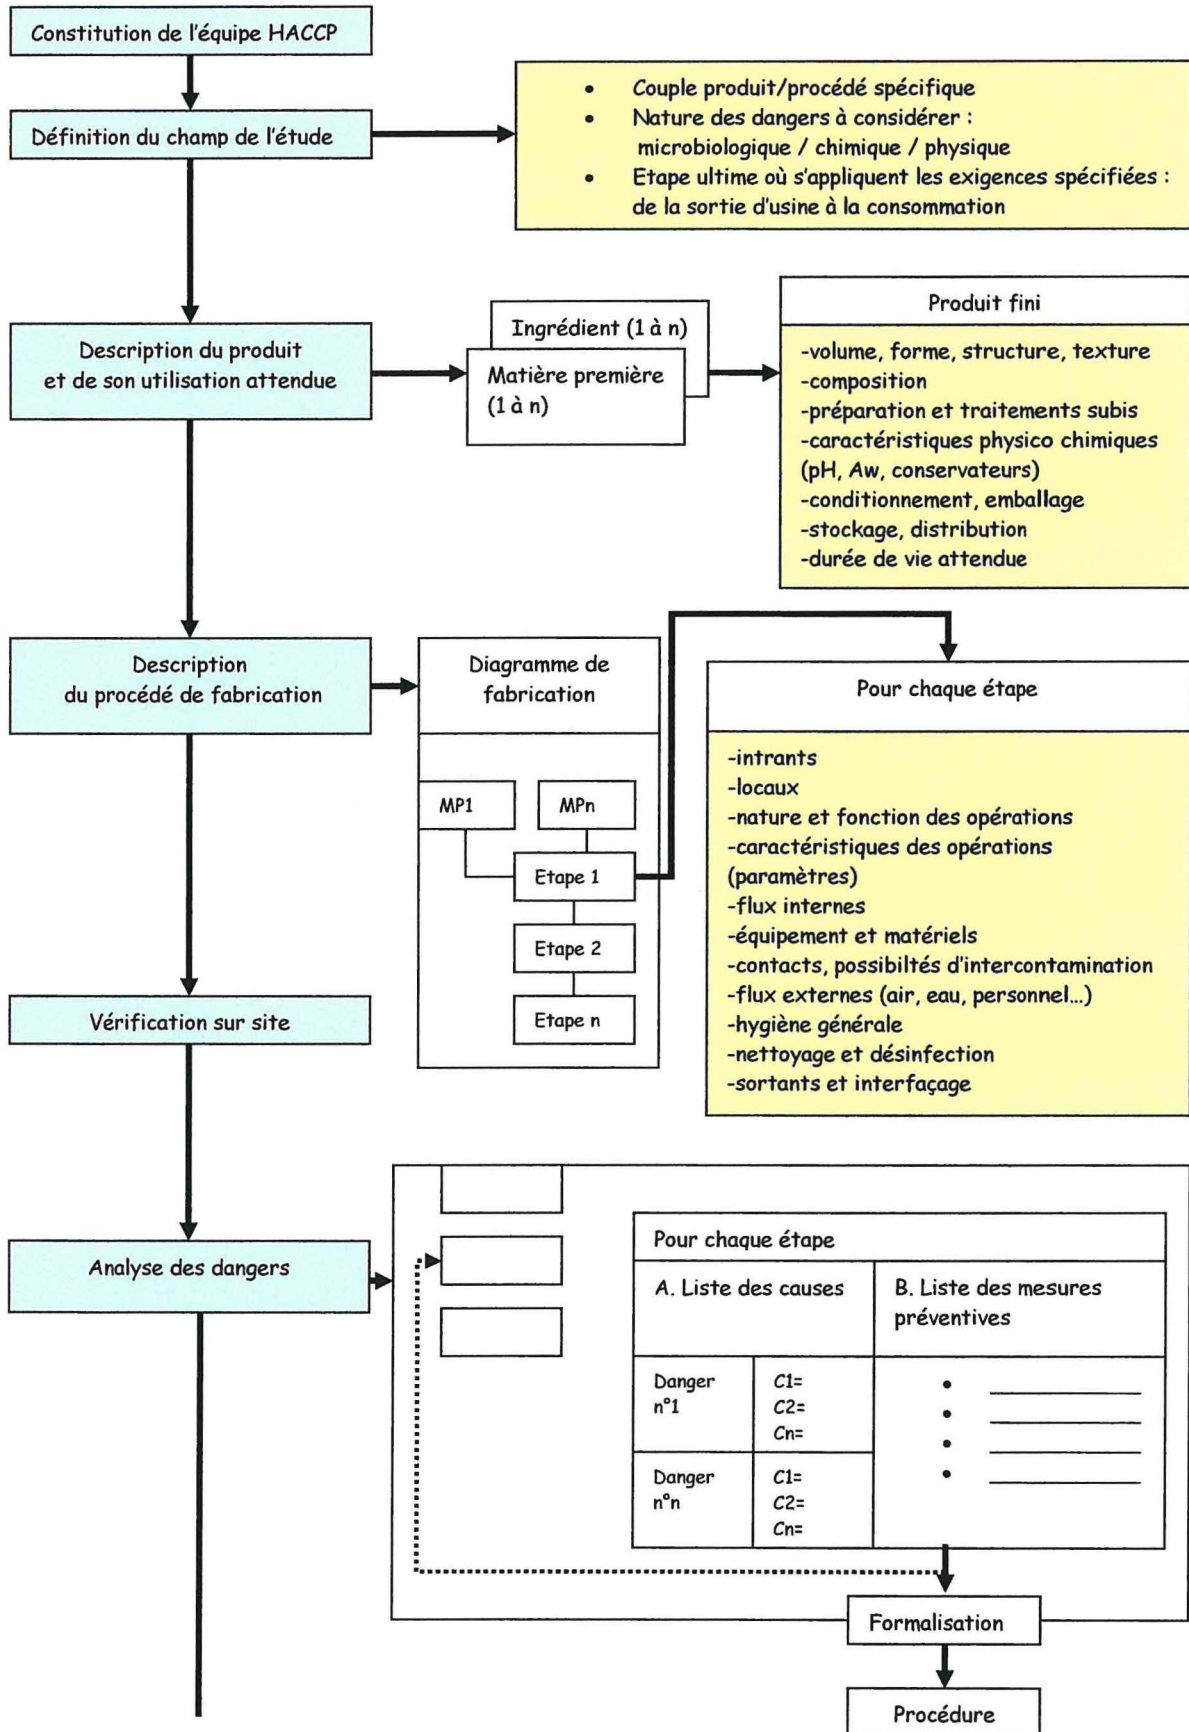 Constitution de l'équipe HACCP
Définition du champ de l'étude
• Couple produit/procédé spécifique
• Nature des dangers à considérer :
microbiologique / chimique / physique
• Etape ultime où s'appliquent les exigences spécifiées :
de la sortie d'usine à la consommation
Description du produit
et de son utilisation attendue
Ingrédient (1 à n)
Matière première
(1 à n)
Produit fini
-volume, forme, structure, texture
-composition
-préparation et traitements subis
-caractéristiques physico chimiques
(pH, Aw, conservateurs)
-conditionnement, emballage
-stockage, distribution
-durée de vie attendue
Description
du procédé de fabrication
Diagramme de
fabrication
MP1
MPn
Etape 1
Etape 2
Etape n
Pour chaque étape
-intrants
-locaux
-nature et fonction des opérations
-caractéristiques des opérations
(paramètres)
-flux internes
-équipement et matériels
-contacts, possibiltés d'intercontamination
-flux externes (air, eau, personnel...)
-hygiène générale
-nettoyage et désinfection
-sortants et interfaçage
Vérification sur site
Analyse des dangers
Pour chaque étape
A. Liste des causes
B. Liste des mesures
préventives
Danger
n°1
C1=
C2=
Cn=
Danger
n°n
C1=
C2=
Cn=
Formalisation
Procédure